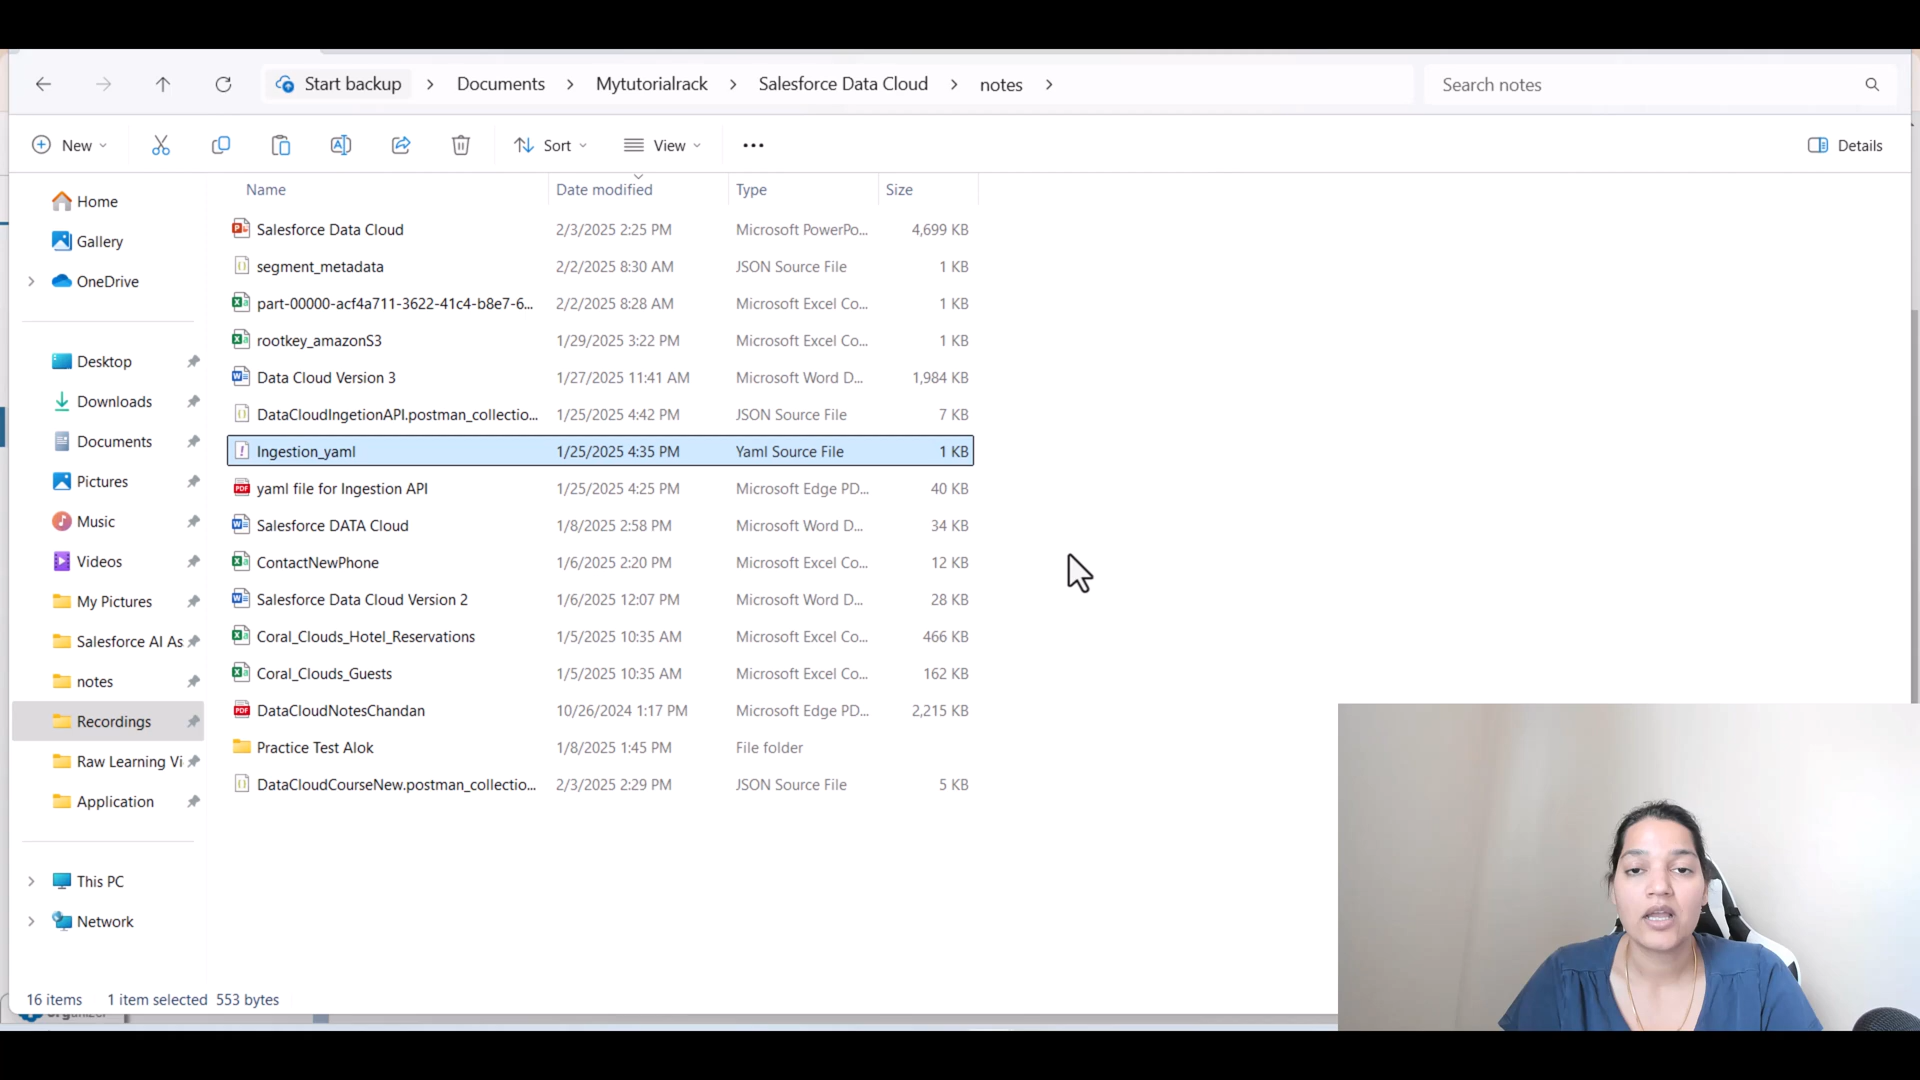 Start backup > Documents > Mytutorialrack > Salesforce Data Cloud > notes >
Search notes
New
Sort
View
Details
Name Date modified Type Size
Home
Gallery
OneDrive
Desktop
Downloads
Documents
Pictures
Music
Videos
My Pictures
Salesforce AI As
notes
Recordings
Raw Learning Vi
Application
This PC
Network
Salesforce Data Cloud 2/3/2025 2:25 PM Microsoft PowerPo... 4,699 KB
segment_metadata 2/2/2025 8:30 AM JSON Source File 1 KB
part-00000-acf4a711-3622-41c4-b8e7-6... 2/2/2025 8:28 AM Microsoft Excel Co... 1 KB
rootkey_amazonS3 1/29/2025 3:22 PM Microsoft Excel Co... 1 KB
Data Cloud Version 3 1/27/2025 11:41 AM Microsoft Word D... 1,984 KB
DataCloudIngetionAPI.postman_collectio... 1/25/2025 4:42 PM JSON Source File 7 KB
Ingestion_yaml 1/25/2025 4:35 PM Yaml Source File 1 KB
yaml file for Ingestion API 1/25/2025 4:25 PM Microsoft Edge PD... 40 KB
Salesforce DATA Cloud 1/8/2025 2:58 PM Microsoft Word D... 34 KB
ContactNewPhone 1/6/2025 2:20 PM Microsoft Excel Co... 12 KB
Salesforce Data Cloud Version 2 1/6/2025 12:07 PM Microsoft Word D... 28 KB
Coral_Clouds_Hotel_Reservations 1/5/2025 10:35 AM Microsoft Excel Co... 466 KB
Coral_Clouds_Guests 1/5/2025 10:35 AM Microsoft Excel Co... 162 KB
DataCloudNotesChandan 10/26/2024 1:17 PM Microsoft Edge PD... 2,215 KB
Practice Test Alok 1/8/2025 1:45 PM File folder
DataCloudCourseNew.postman_collectio... 2/3/2025 2:29 PM JSON Source File 5 KB
16 items 1 item selected 553 bytes